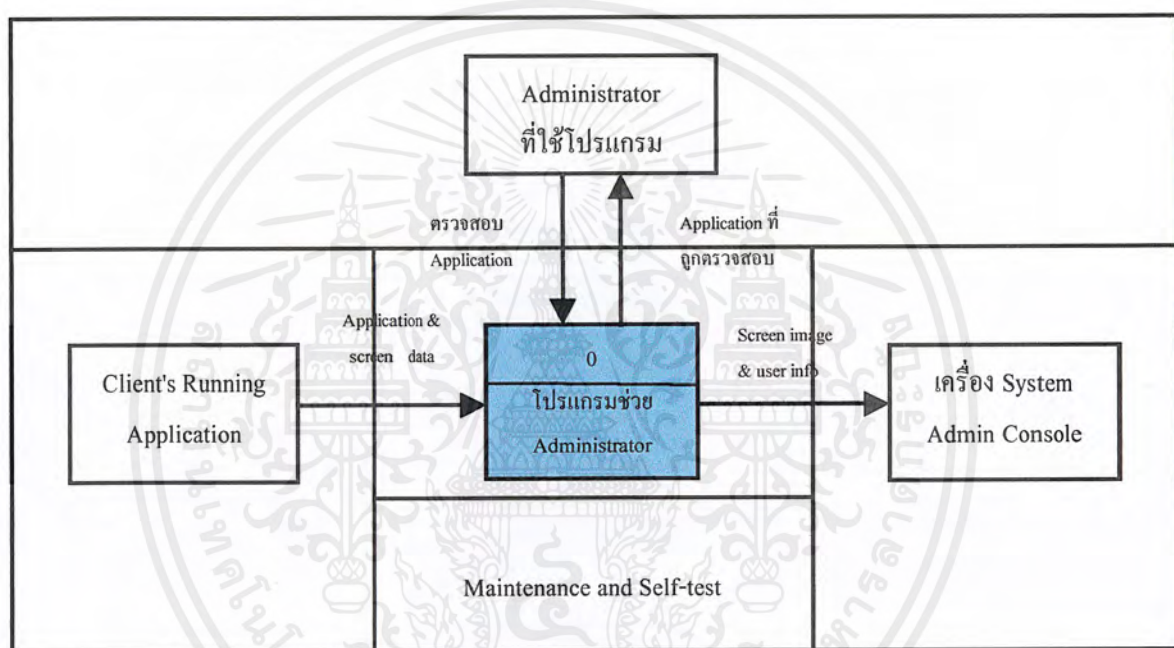 Administrator
ที่ใช้โปรแกรม
ตรวจสอบ
Application
Application ที่
ถูกตรวจสอบ
Application &
screen data
Client's Running
Application
0
โปรแกรมช่วย
Administrator
Screen image
& user info
เครื่อง System
Admin Console
Maintenance and Self-test